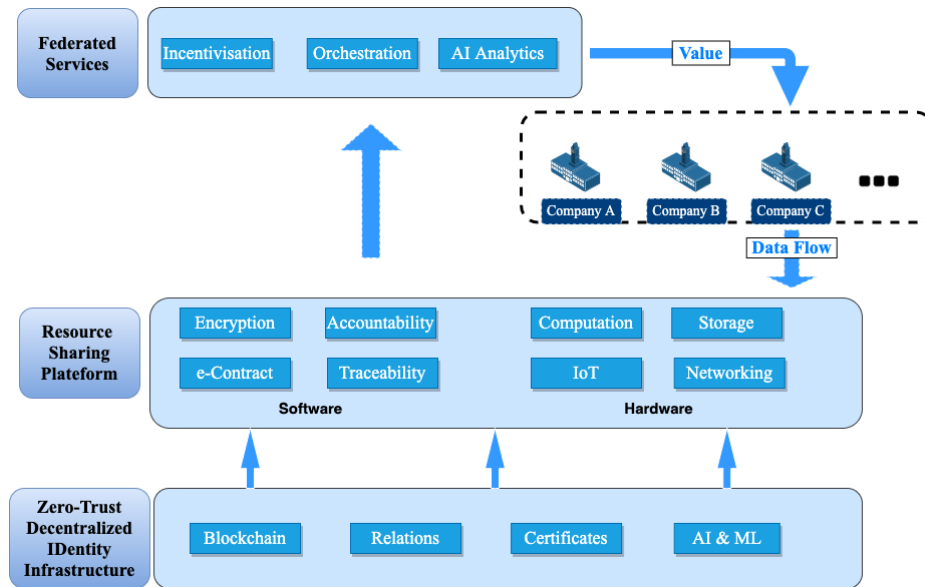 Federated
Services
Incentivisation
Orchestration
AI Analytics
Value
Company A
Company B
Company C
Data Flow
Resource
Sharing
Plateform
Encryption
Accountability
Computation
Storage
e-Contract
Traceability
IoT
Networking
Software
Hardware
Zero-Trust
Decentralized
IDentity
Infrastructure
Blockchain
Relations
Certificates
AI & ML